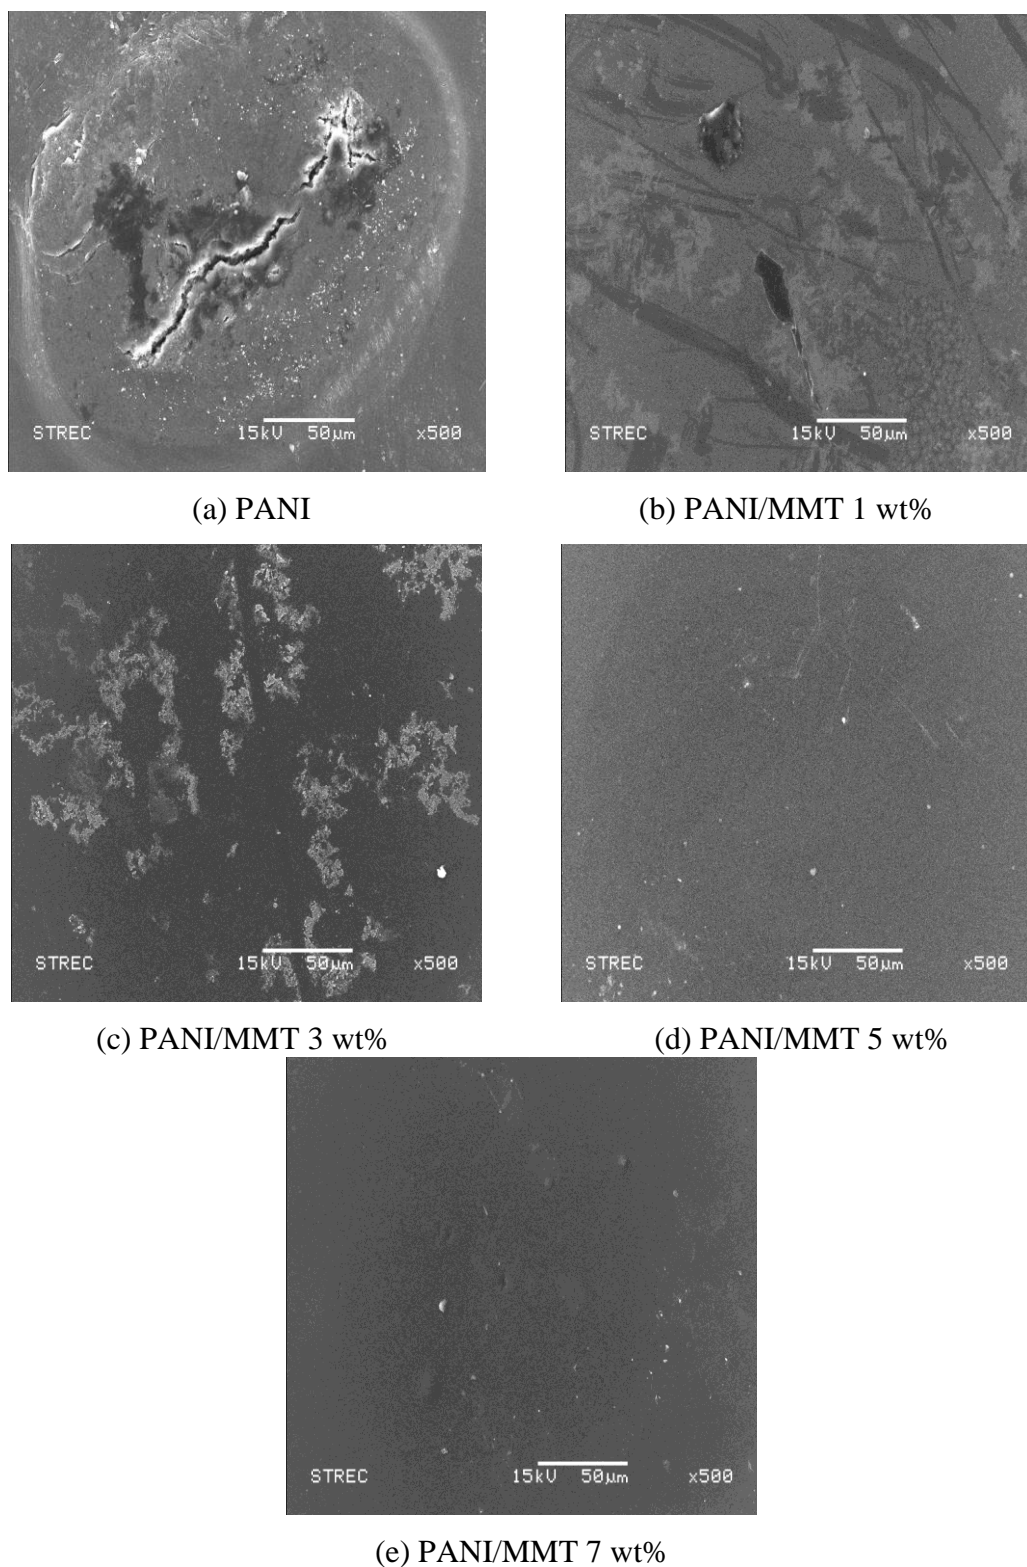 STREC 15kV 50µm x500
STREC 15kV 50µm x500
(a) PANI
(b) PANI/MMT 1 wt%
STREC 15kV 50µm x500
STREC 15kV 50µm x500
(c) PANI/MMT 3 wt%
(d) PANI/MMT 5 wt%
STREC 15kV 50µm x500
(e) PANI/MMT 7 wt%